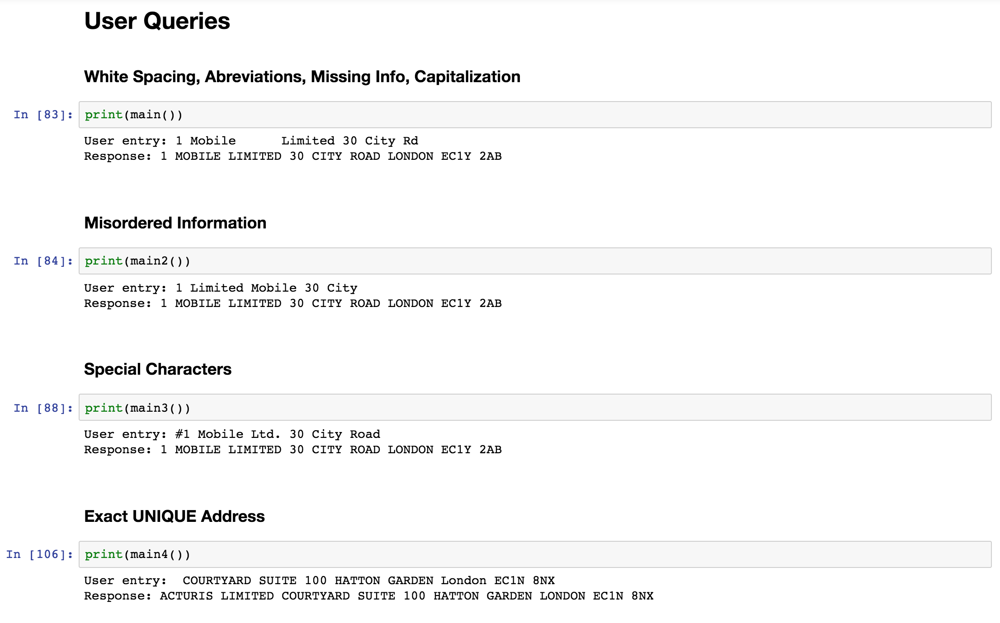 User Queries
White Spacing, Abreviations, Missing Info, Capitalization
In [83]: print(main())
User entry: 1 Mobile      Limited 30 City Rd
Response: 1 MOBILE LIMITED 30 CITY ROAD LONDON EC1Y 2AB
Misordered Information
In [84]: print(main2())
User entry: 1 Limited Mobile 30 City
Response: 1 MOBILE LIMITED 30 CITY ROAD LONDON EC1Y 2AB
Special Characters
In [88]: print(main3())
User entry: #1 Mobile Ltd. 30 City Road
Response: 1 MOBILE LIMITED 30 CITY ROAD LONDON EC1Y 2AB
Exact UNIQUE Address
In [106]: print(main4())
User entry:  COURTYARD SUITE 100 HATTON GARDEN London EC1N 8NX
Response: ACTURIS LIMITED COURTYARD SUITE 100 HATTON GARDEN LONDON EC1N 8NX